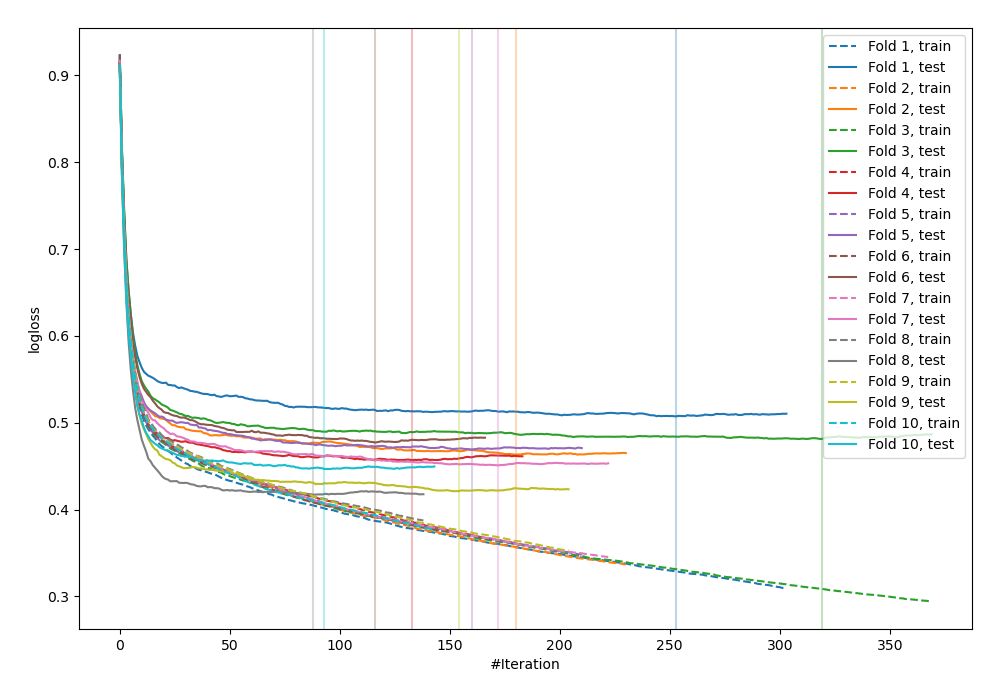 0.9
0.8
0.7
0.6
0.5
0.4
0.3
logloss
0
50
100
150
200
250
300
350
#Iteration
Fold 1, train
Fold 1, test
Fold 2, train
Fold 2, test
Fold 3, train
Fold 3, test
Fold 4, train
Fold 4, test
Fold 5, train
Fold 5, test
Fold 6, train
Fold 6, test
Fold 7, train
Fold 7, test
Fold 8, train
Fold 8, test
Fold 9, train
Fold 9, test
Fold 10, train
Fold 10, test